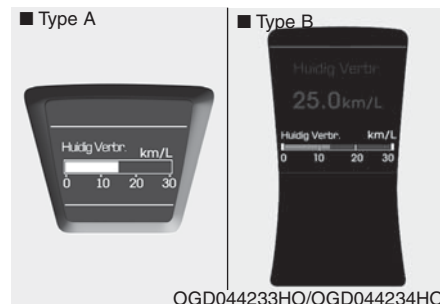 ■ Type A
Huidig Verbr.
km/L
0 10 20 30
■ Type B
Huidig Verbr.
25.0km/L
Huidig Verbr. km/L
0 10 20 30
OGD044233HO/OGD044234HO